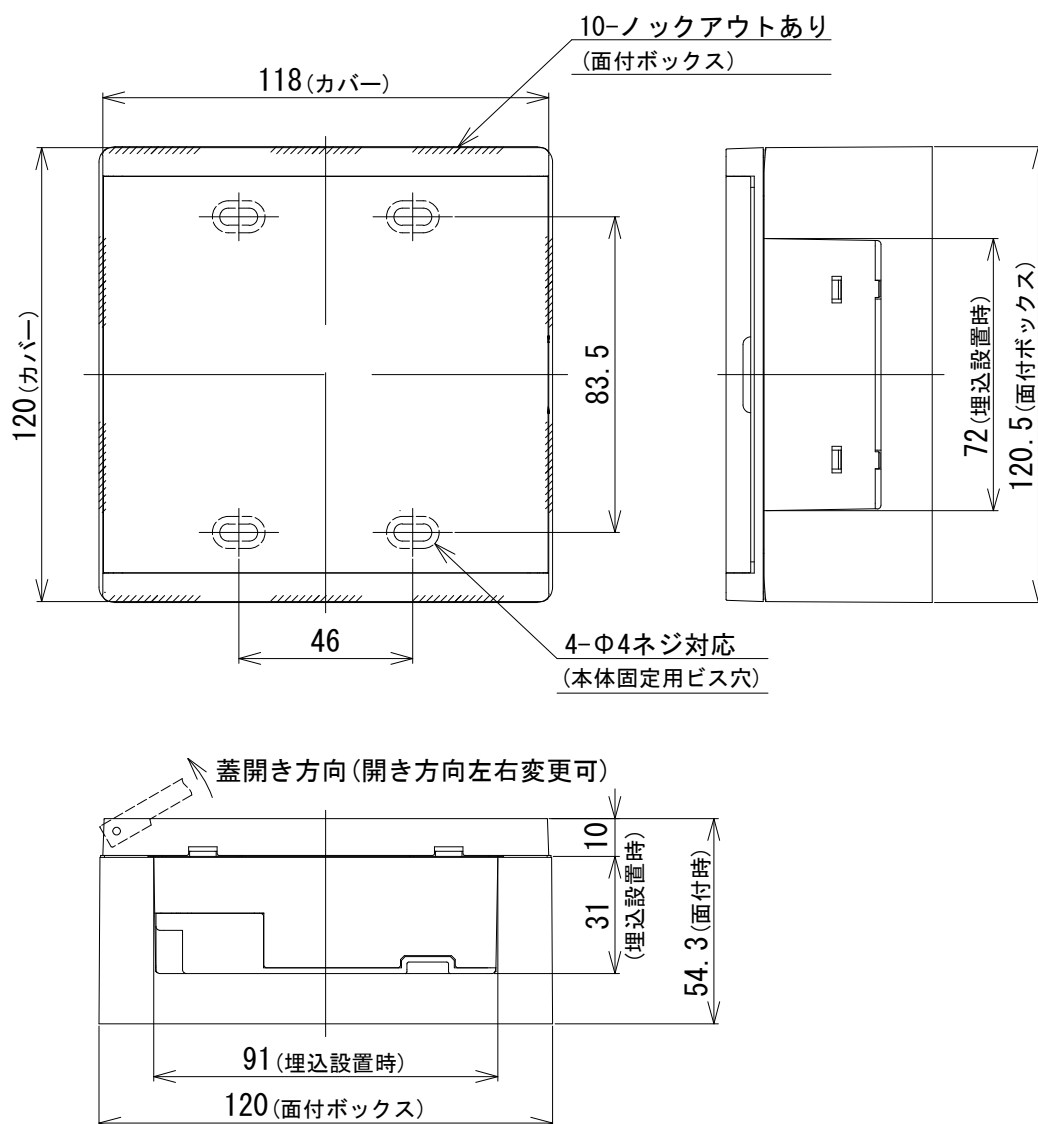 10-ノックアウトあり
(面付ボックス)
118(カバー)
120(カバー)
83.5
72(埋込設置時)
120.5(面付ボックス)
46
4-Φ4ネジ対応
(本体固定用ビス穴)
蓋開き方向(開き方向左右変更可)
10
31
(埋込設置時)
54.3(面付時)
91(埋込設置時)
120(面付ボックス)